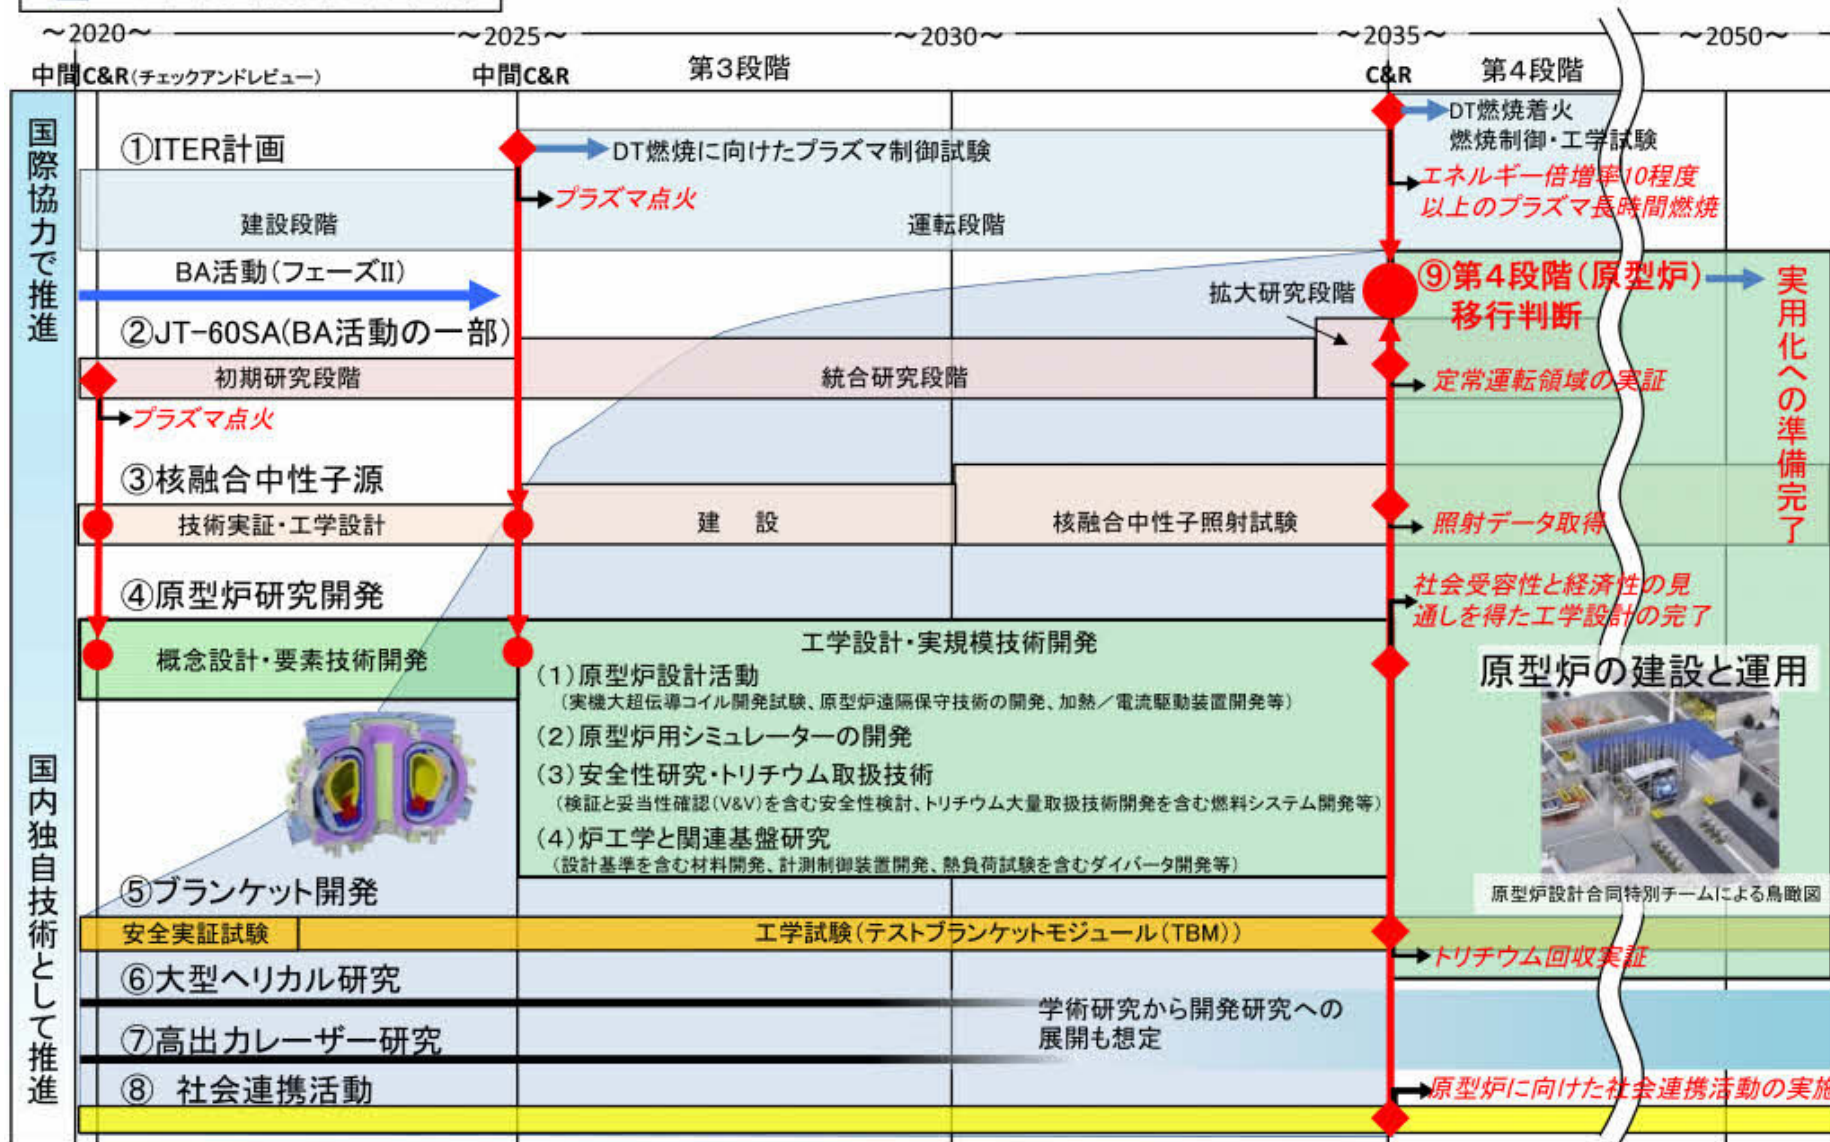 ～2020～
～2025～
～2030～
～2035～
～2050～
中間C&R(チェックアンドレビュー)
中間C&R
第3段階
C&R
第4段階
国際協力で推進
①ITER計画
DT燃焼に向けたプラズマ制御試験
プラズマ点火
建設段階
運転段階
DT燃焼着火
燃焼制御・工学試験
エネルギー倍増率10程度
以上のプラズマ長時間燃焼
BA活動(フェーズII)
②JT-60SA(BA活動の一部)
初期研究段階
統合研究段階
拡大研究段階
プラズマ点火
⑨第4段階(原型炉)
移行判断
定常運転領域の実証
実用化への準備完了
③核融合中性子源
技術実証・工学設計
建 設
核融合中性子照射試験
照射データ取得
④原型炉研究開発
概念設計・要素技術開発
工学設計・実規模技術開発
(1)原型炉設計活動
(実機大超伝導コイル開発試験、原型炉遠隔保守技術の開発、加熱／電流駆動装置開発等)
(2)原型炉用シミュレーターの開発
(3)安全性研究・トリチウム取扱技術
(検証と妥当性確認(V&V)を含む安全性検討、トリチウム大量取扱技術開発を含む燃料システム開発等)
(4)炉工学と関連基盤研究
(設計基準を含む材料開発、計測制御装置開発、熱負荷試験を含むダイバータ開発等)
社会受容性と経済性の見
通しを得た工学設計の完了
原型炉の建設と運用
原型炉設計合同特別チームによる鳥瞰図
国内独自技術として推進
⑤ブランケット開発
安全実証試験
工学試験(テストブランケットモジュール(TBM))
トリチウム回収実証
⑥大型ヘリカル研究
学術研究から開発研究への
展開も想定
⑦高出力レーザー研究
⑧ 社会連携活動
原型炉に向けた社会連携活動の実施